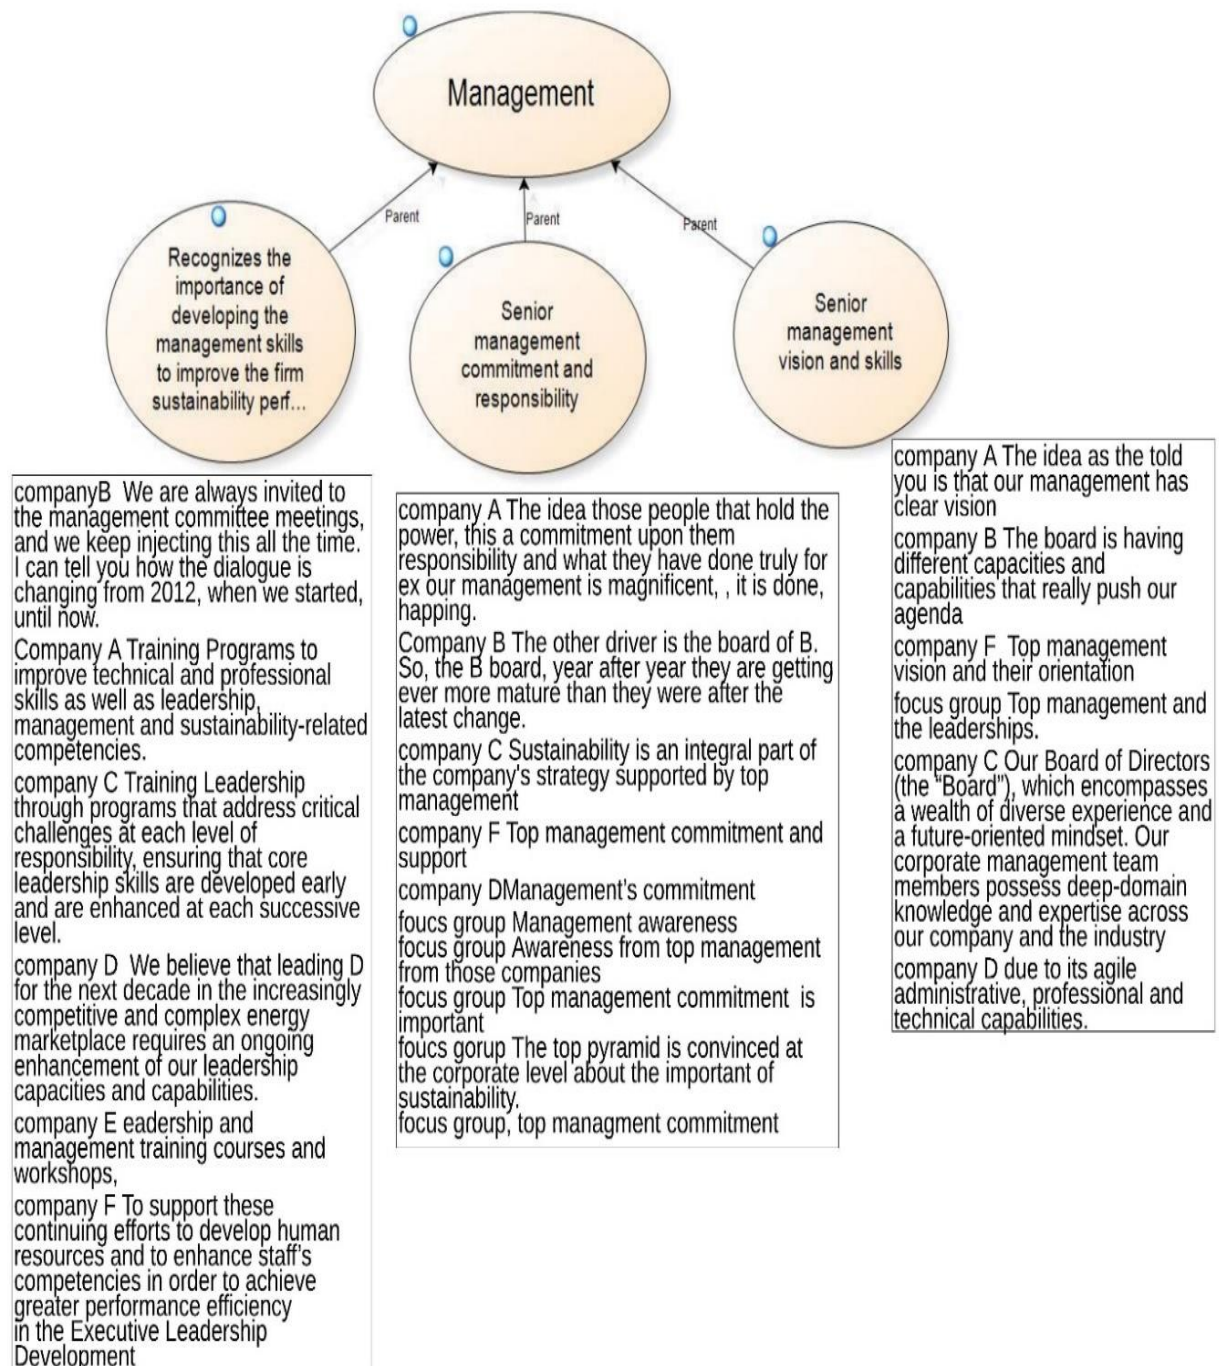 Management
Parent
Parent
Parent
Recognizes the
importance of
developing the
management skills
to improve the firm
sustainability perf...
Senior
management
commitment and
responsibility
Senior
management
vision and skills
companyB  We are always invited to
the management committee meetings,
and we keep injecting this all the time.
I can tell you how the dialogue is
changing from 2012, when we started,
until now.
Company A Training Programs to
improve technical and professional
skills as well as leadership,
management and sustainability-related
competencies.
company C Training Leadership
through programs that address critical
challenges at each level of
responsibility, ensuring that core
leadership skills are developed early
and are enhanced at each successive
level.
company D  We believe that leading D
for the next decade in the increasingly
competitive and complex energy
marketplace requires an ongoing
enhancement of our leadership
capacities and capabilities.
company E eadership and
management training courses and
workshops,
company F To support these
continuing efforts to develop human
resources and to enhance staff's
competencies in order to achieve
greater performance efficiency
in the Executive Leadership
Development
company A The idea those people that hold the
power, this a commitment upon them
responsibility and what they have done truly for
ex our management is magnificent, , it is done,
happing.
Company B The other driver is the board of B.
So, the B board, year after year they are getting
ever more mature than they were after the
latest change.
company C Sustainability is an integral part of
the company's strategy supported by top
management
company F Top management commitment and
support
company DManagement's commitment
foucs group Management awareness
focus group Awareness from top management
from those companies
focus group Top management commitment  is
important
foucs gorup The top pyramid is convinced at
the corporate level about the important of
sustainability.
focus group, top managment commitment
company A The idea as the told
you is that our management has
clear vision
company B The board is having
different capacities and
capabilities that really push our
agenda
company F  Top management
vision and their orientation
focus group Top management and
the leaderships.
company C Our Board of Directors
(the “Board”), which encompasses
a wealth of diverse experience and
a future-oriented mindset. Our
corporate management team
members possess deep-domain
knowledge and expertise across
our company and the industry
company D due to its agile
administrative, professional and
technical capabilities.